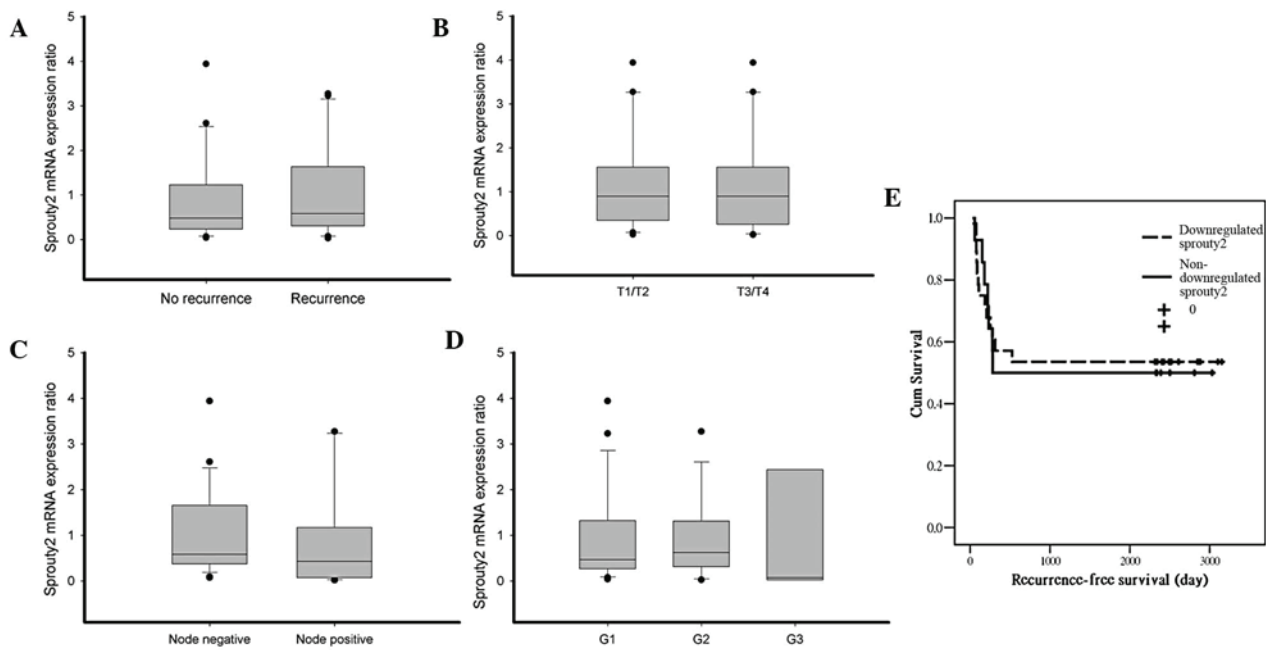 A
Sprouty2 mRNA expression ratio
5
4
3
2
1
0
No recurrence
Recurrence
B
Sprouty2 mRNA expression ratio
5
4
3
2
1
0
T1/T2
T3/T4
C
Sprouty2 mRNA expression ratio
5
4
3
2
1
0
Node negative
Node positive
D
Sprouty2 mRNA expression ratio
5
4
3
2
1
0
G1
G2
G3
E
Cum Survival
1.0
0.8
0.6
0.4
0.2
0.0
0
1000
2000
3000
Recurrence-free survival (day)
Downregulated
sprouty2
Non-
downregulated
sprouty2
0